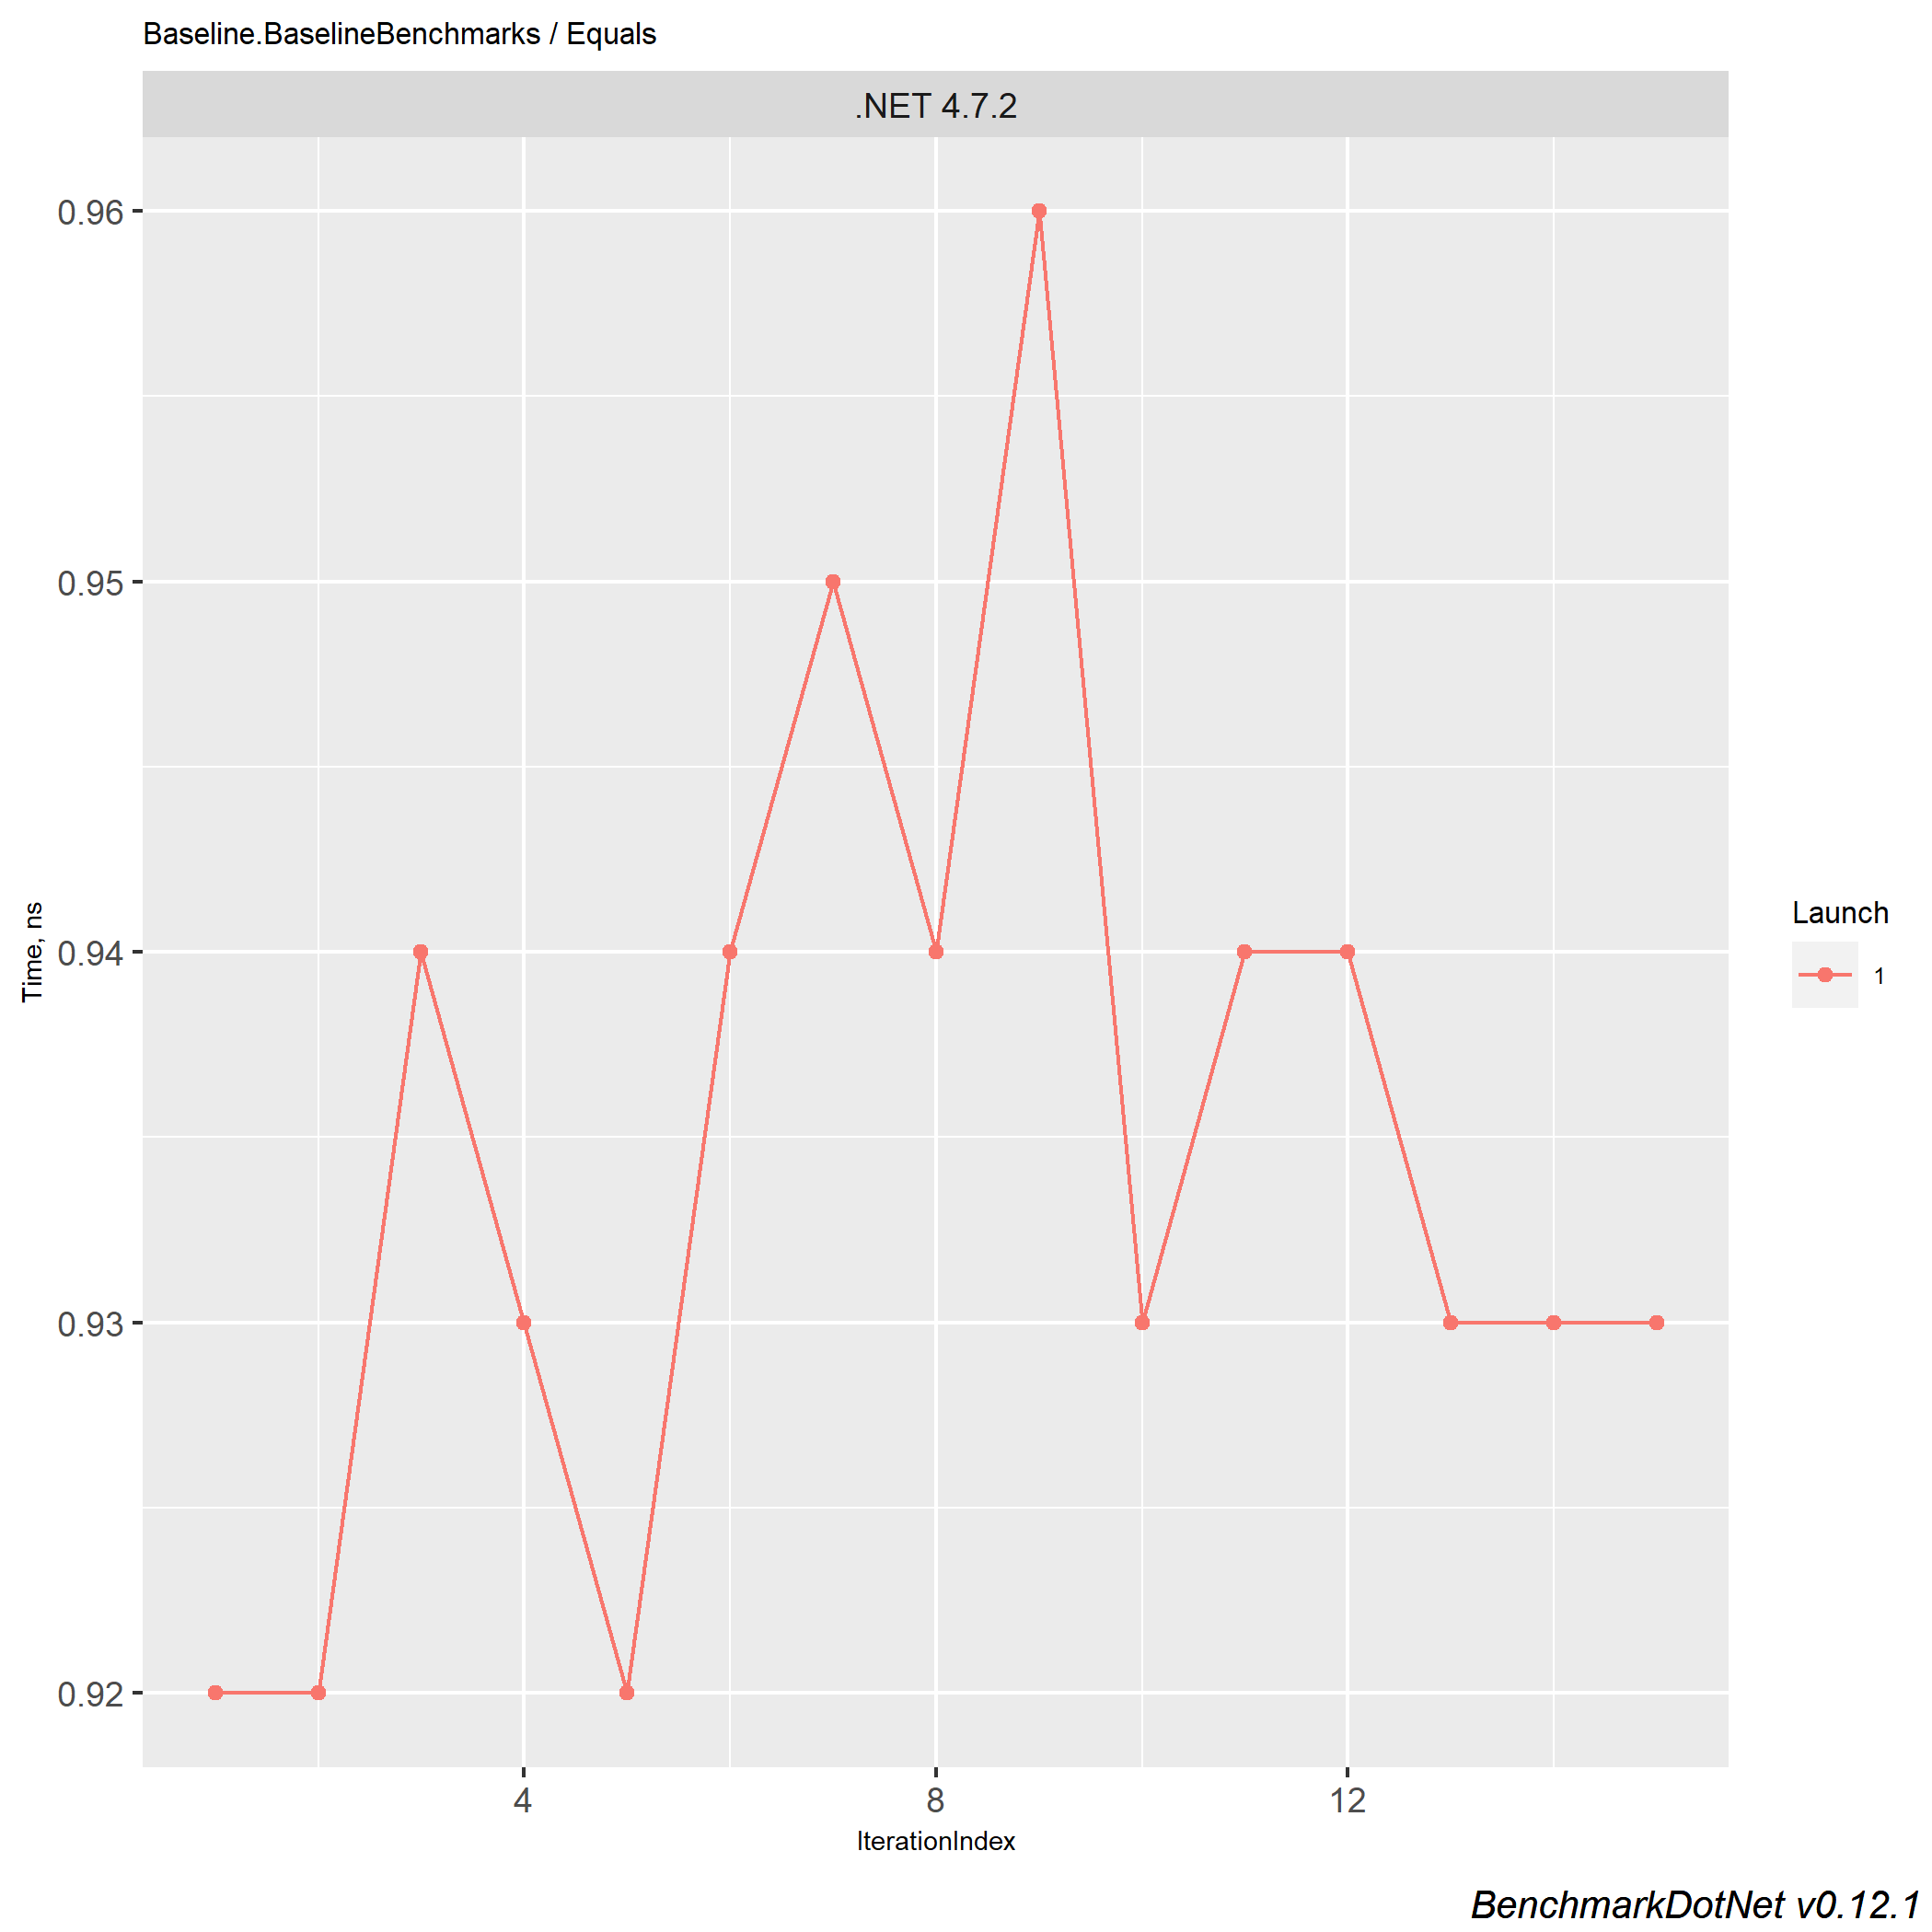 Baseline.BaselineBenchmarks / Equals
.NET 4.7.2
0.96
0.95
0.94
0.93
0.92
Time, ns
4 8 12
IterationIndex
Launch
1
BenchmarkDotNet v0.12.1